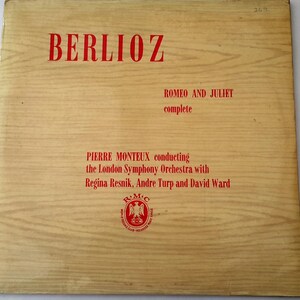 BERLIOZ
ROMEO AND JULIET
complete
PIERRE MONTEUX conducting
the London Symphony Orchestra with
Regina Resnik, Andre Turp and David Ward
R·M·C